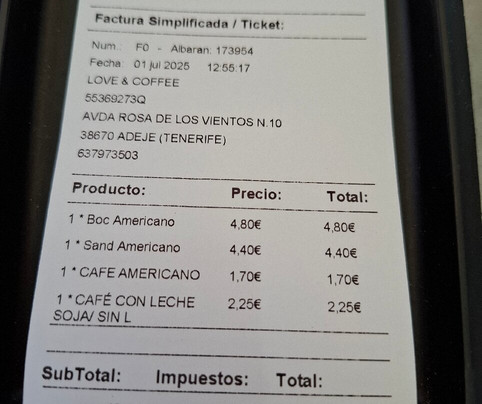 Factura Simplificada / Ticket:
Num.: F0 - Albaran: 173954
Fecha: 01 jul 2025 12:55:17
LOVE & COFFEE
55369273Q
AVDA ROSA DE LOS VIENTOS N.10
38670 ADEJE (TENERIFE)
637973503
Producto: Precio: Total:
1 * Boc Americano 4,80€ 4,80€
1 * Sand Americano 4,40€ 4,40€
1 * CAFE AMERICANO 1,70€ 1,70€
1 * CAFÉ CON LECHE 2,25€ 2,25€
SOJA/ SIN L
SubTotal: Impuestos: Total: